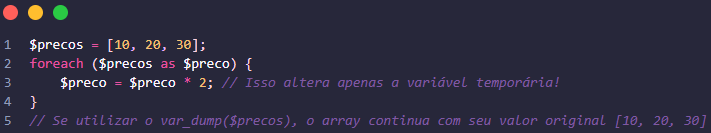 1 $precos = [10, 20, 30];
2 foreach ($precos as $preco) {
3     $preco = $preco * 2; // Isso altera apenas a variável temporária!
4 }
5 // Se utilizar o var_dump($precos), o array continua com seu valor original [10, 20, 30]